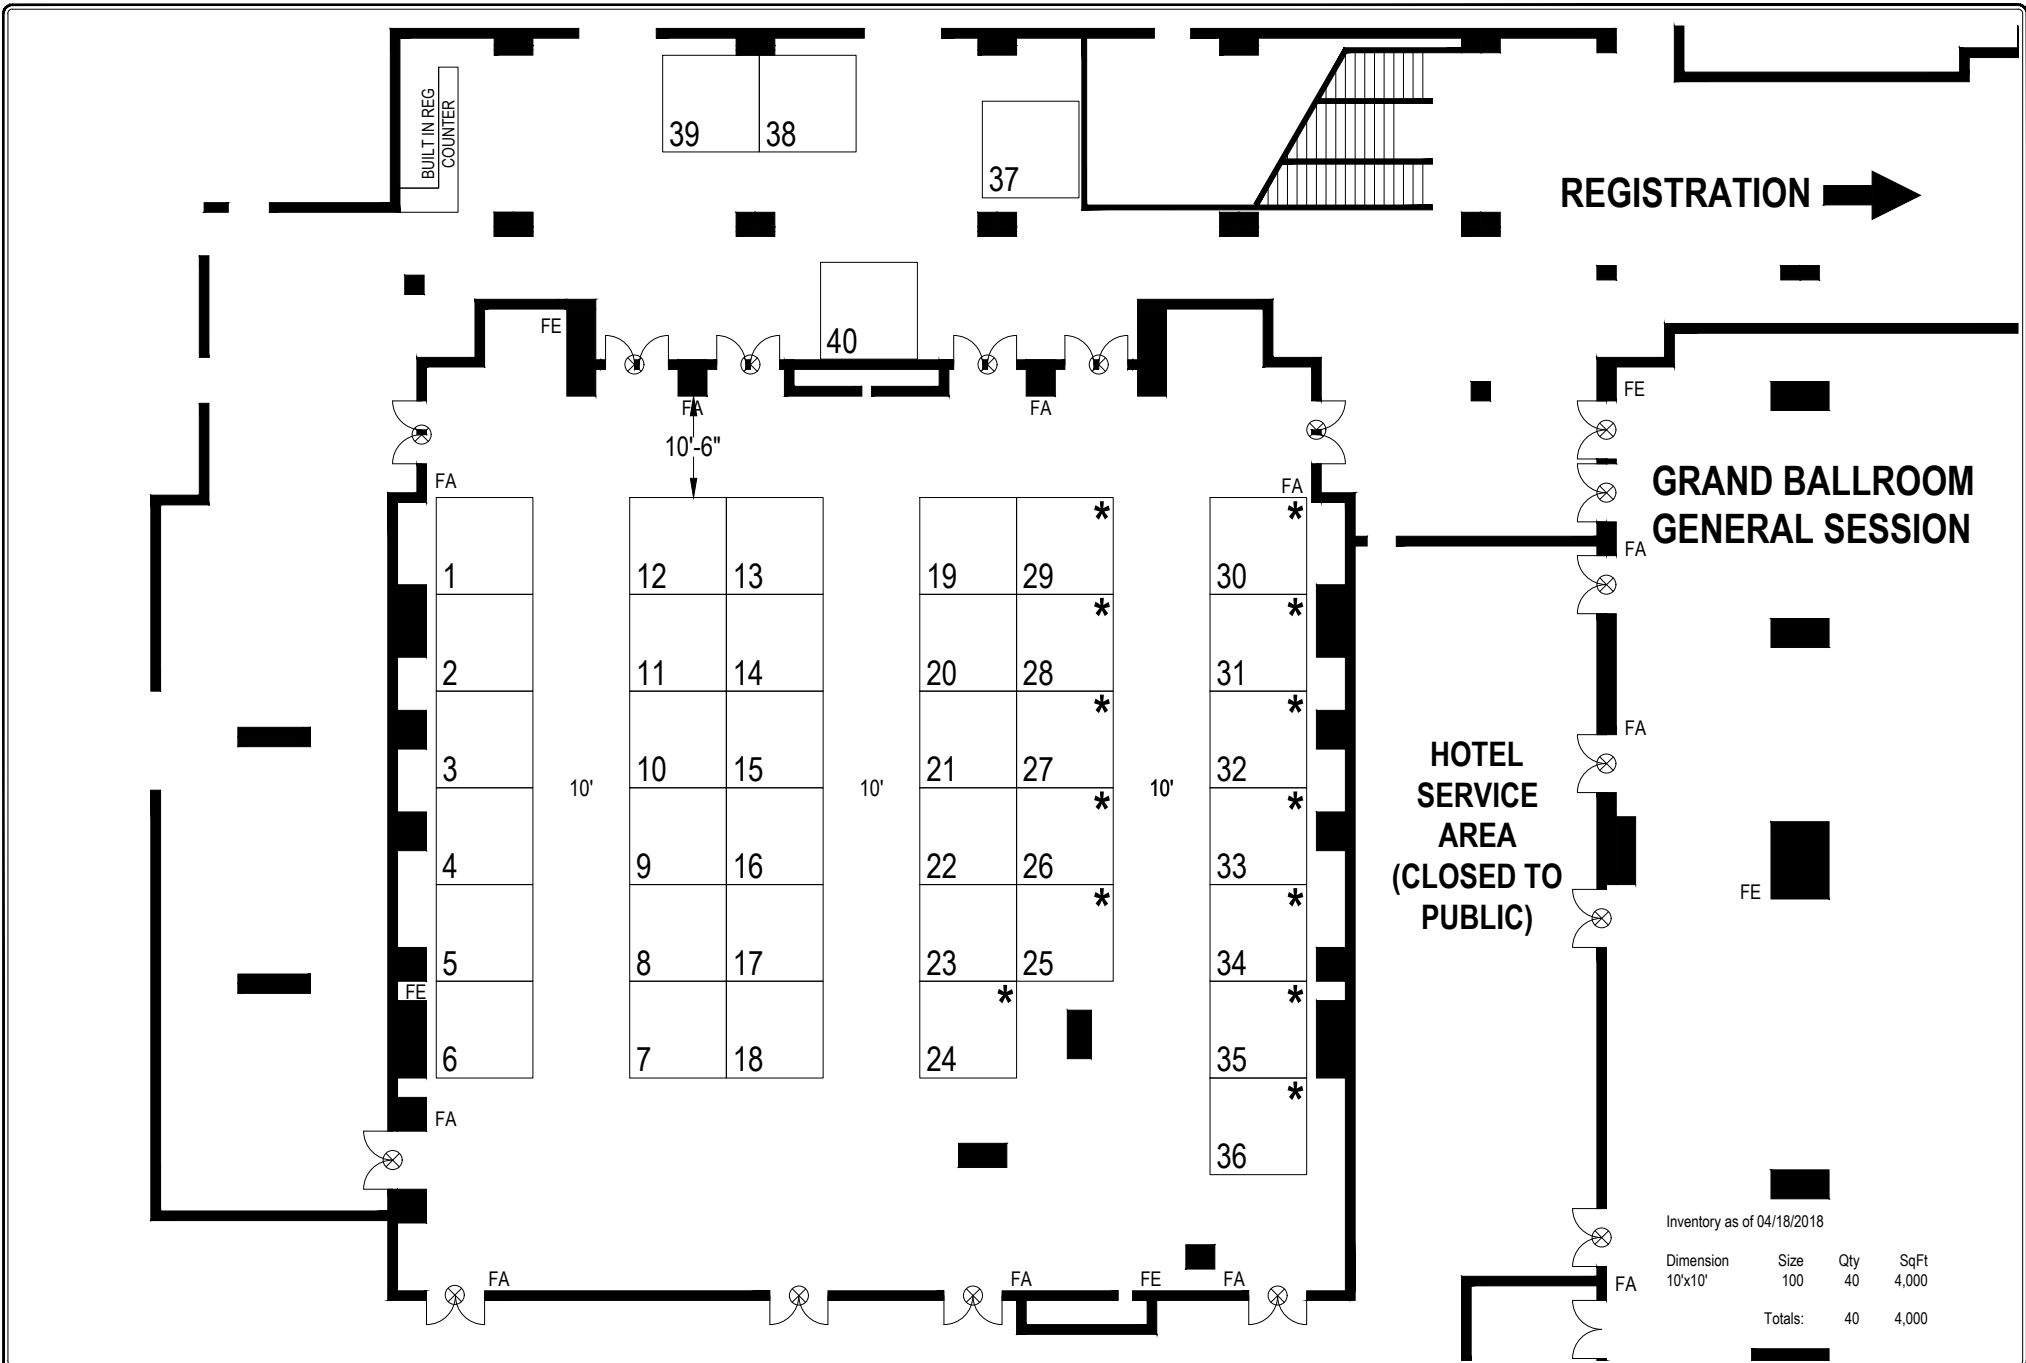 BUILT IN REG
COUNTER
39
38
37
REGISTRATION
40
FE
FA
FA
10'-6"
FE
FA
FA
GRAND BALLROOM
GENERAL SESSION
FA
*
*
1
12
13
19
29
30
*
*
2
11
14
20
28
31
*
*
FA
3
10
15
21
27
32
10'
10'
10'
HOTEL
SERVICE
AREA
(CLOSED TO
PUBLIC)
*
*
4
9
16
22
26
33
*
*
FE
5
8
17
23
25
34
FE
*
*
6
7
18
24
35
*
FA
36
Inventory as of 04/18/2018
Dimension Size Qty SqFt
10'x10' 100 40 4,000
Totals: 40 4,000
FA
FA
FE
FA
FA